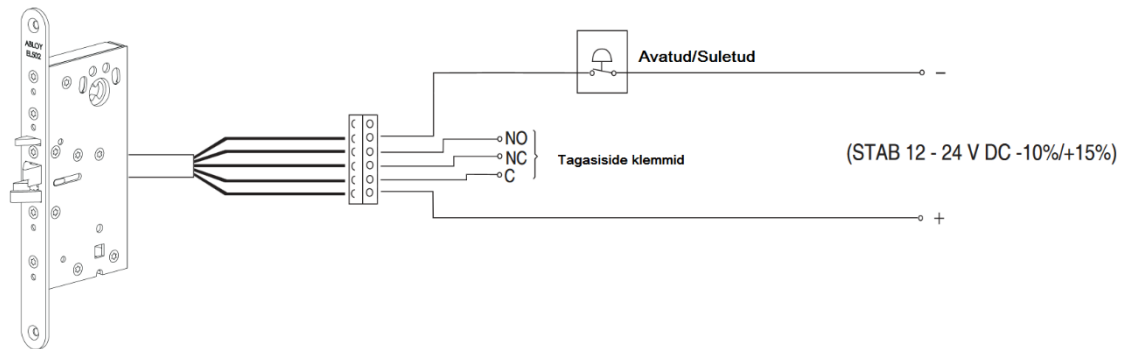 ABLOY
EL502
Avatud/Suletud
−
NO
NC
C
Tagasiside klemmid
(STAB 12 - 24 V DC -10%/+15%)
+